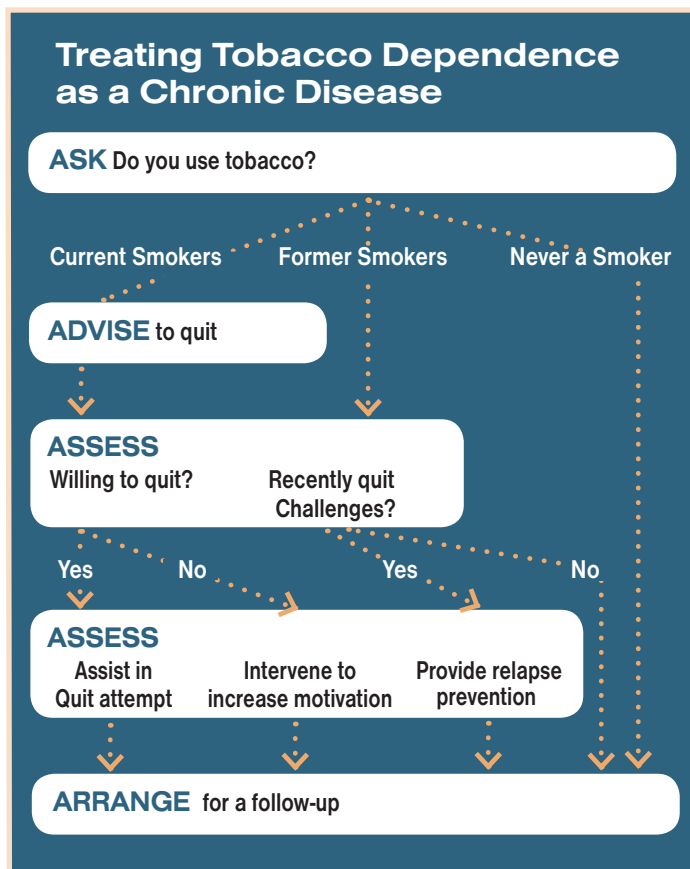 Treating Tobacco Dependence
as a Chronic Disease
ASK Do you use tobacco?
Current Smokers
Former Smokers
Never a Smoker
ADVISE to quit
ASSESS
Willing to quit?
Recently quit
Challenges?
Yes
No
Yes
No
ASSESS
Assist in
Quit attempt
Intervene to
increase motivation
Provide relapse
prevention
ARRANGE for a follow-up